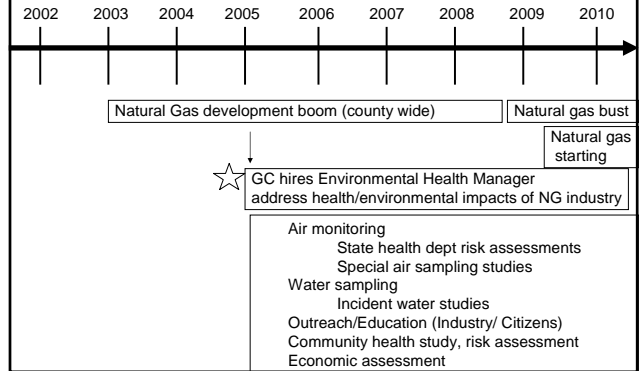 2002 2003 2004 2005 2006 2007 2008 2009 2010
Natural Gas development boom (county wide) Natural gas bust
Natural gas
starting
GC hires Environmental Health Manager
address health/environmental impacts of NG industry
Air monitoring
State health dept risk assessments
Special air sampling studies
Water sampling
Incident water studies
Outreach/Education (Industry/ Citizens)
Community health study, risk assessment
Economic assessment